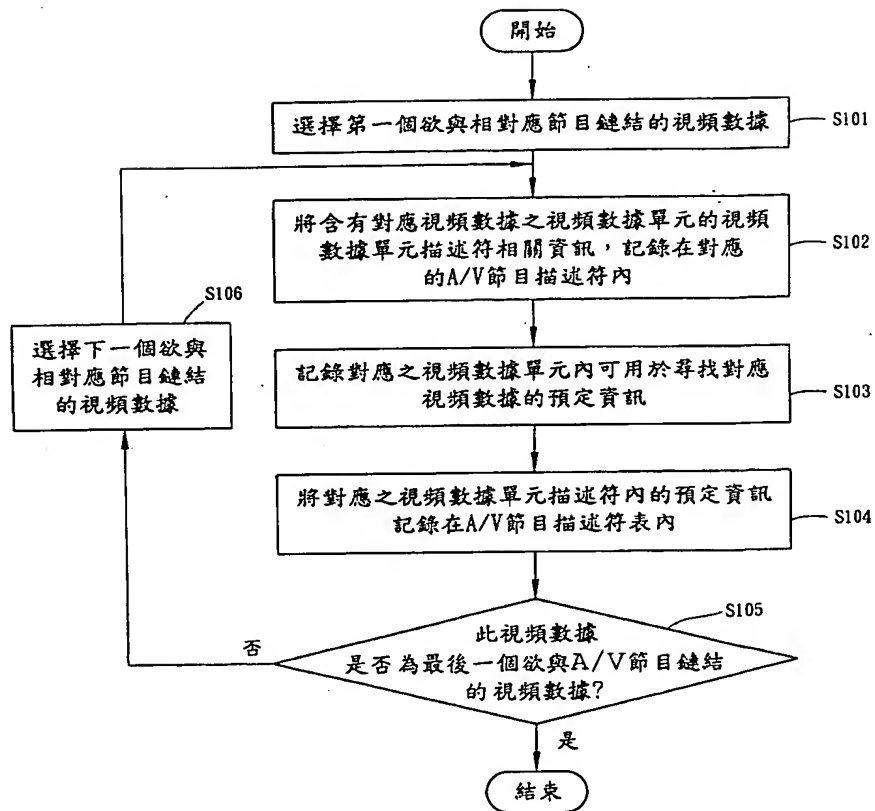 開始
選擇第一個欲與相對應節目鏈結的視頻數據
S101
將含有對應視頻數據之視頻數據單元的視頻
數據單元描述符相關資訊，記錄在對應
的A/V節目描述符內
S102
S106
選擇下一個欲與
相對應節目鏈結
的視頻數據
記錄對應之視頻數據單元內可用於尋找對應
視頻數據的預定資訊
S103
將對應之視頻數據單元描述符內的預定資訊
記錄在A/V節目描述符表內
S104
S105
此視頻數據
是否為最後一個欲與A/V節目鏈結
的視頻數據?
否
是
結束